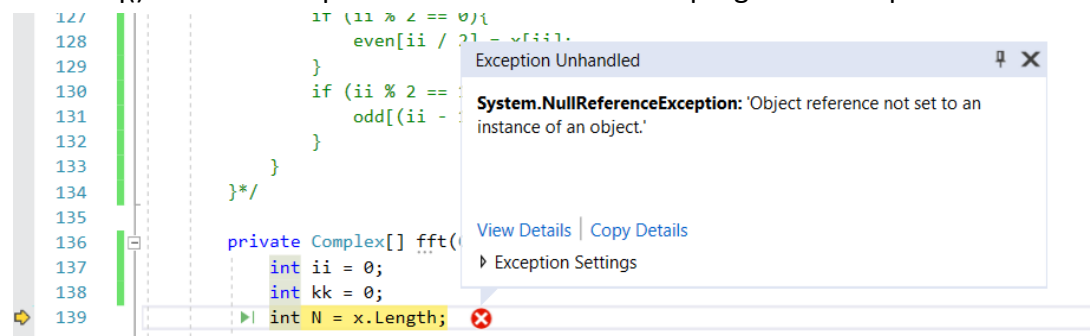 127 if (ii % 2 == 0){
128 even[ii / 2] = x[ii];
129 }
130 if (ii % 2 ==
131 odd[(ii -
132 }
133 }
134 }*/
135
136 private Complex[] fft(
137 int ii = 0;
138 int kk = 0;
139 int N = x.Length;
Exception Unhandled
System.NullReferenceException: 'Object reference not set to an
instance of an object.'
View Details | Copy Details
Exception Settings